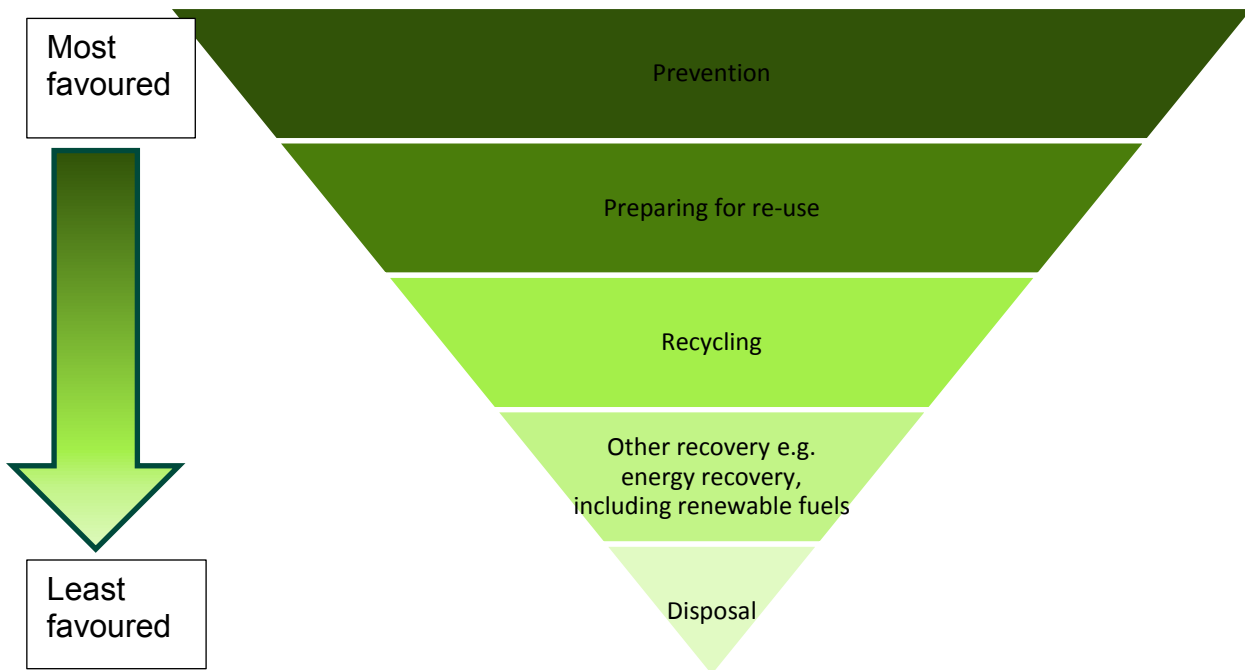 Most
favoured
Prevention
Preparing for re-use
Recycling
Other recovery e.g.
energy recovery,
including renewable fuels
Least
favoured
Disposal